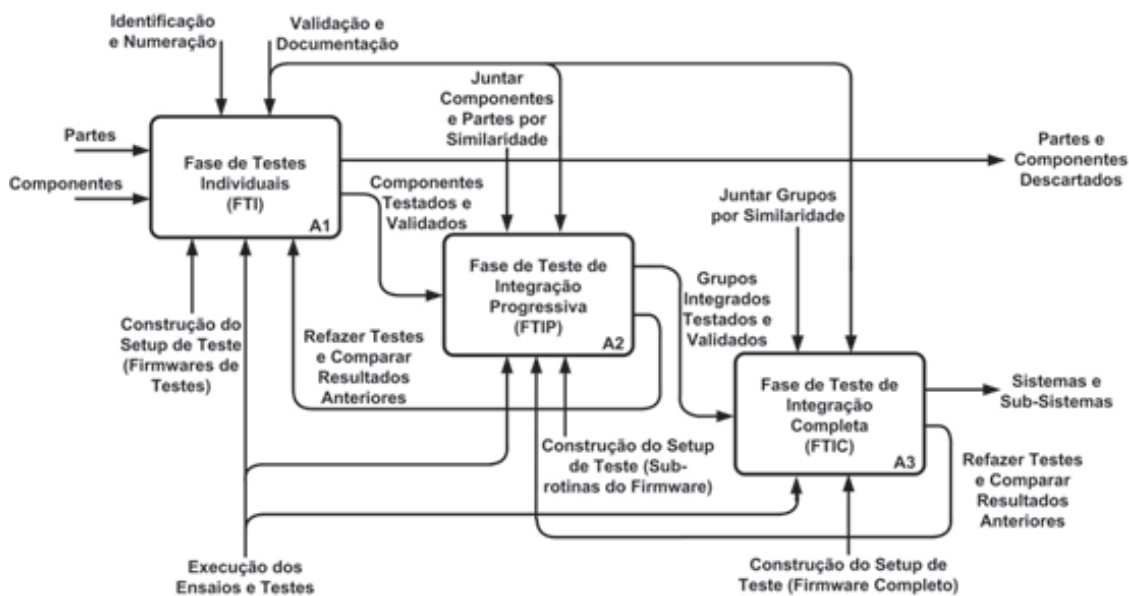 Identificação
e Numeração
Validação e
Documentação
Juntar
Componentes
e Partes por
Similaridade
Partes
Componentes
Fase de Testes
Individuais
(FTI)
A1
Partes e
Componentes
Descartados
Componentes
Testados e
Validados
Juntar Grupos
por Similaridade
Fase de Teste de
Integração
Progressiva
(FTIP)
A2
Grupos
Integrados
Testados e
Validados
Construção do
Setup de Teste
(Firmwares de
Testes)
Refazer Testes
e Comparar
Resultados
Anteriores
Fase de Teste de
Integração
Completa
(FTIC)
A3
Sistemas e
Sub-Sistemas
Construção do Setup
de Teste (Sub-
rotinas do Firmware)
Refazer Testes
e Comparar
Resultados
Anteriores
Execução dos
Ensaios e Testes
Construção do Setup de
Teste (Firmware Completo)